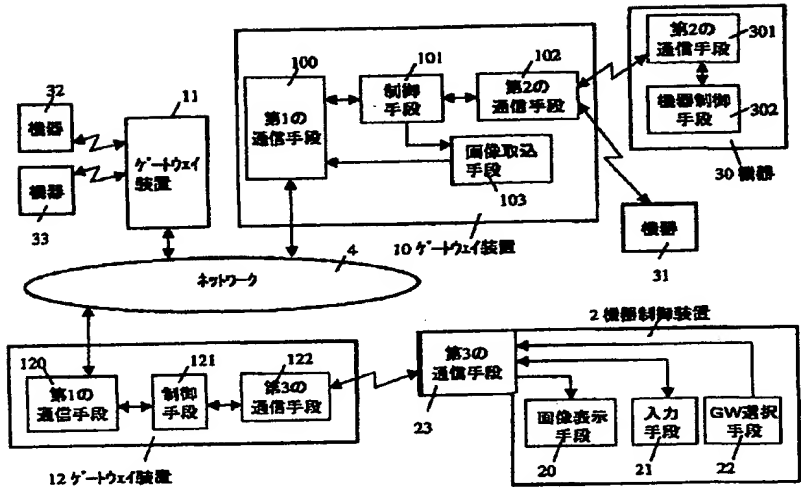 32
機器
機器
33
11
ゲートウェイ
装置
100
第1の
通信手段
101
制御
手段
102
第2の
通信手段
画像取込
手段
103
10 ゲートウェイ装置
第2の
通信手段
301
機器制御
手段
302
30 機器
機器
31
4
ネットワーク
120
第1の
通信手段
121
制御
手段
122
第3の
通信手段
12 ゲートウェイ装置
第3の
通信手段
23
2 機器制御装置
画像表示
手段
20
入力
手段
21
GW選択
手段
22